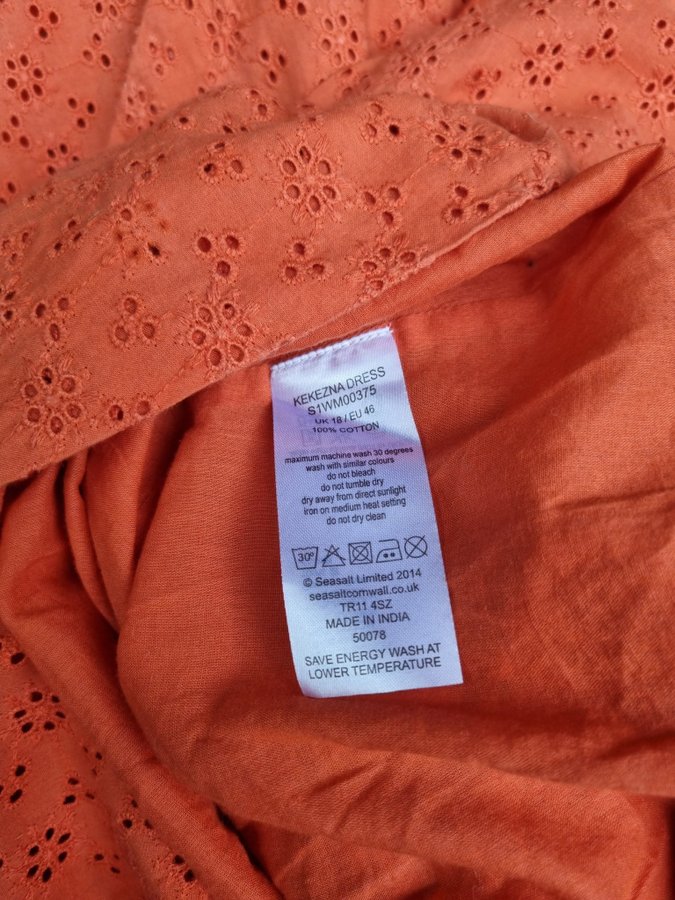 KEKEZNA DRESS
S1WM00375
UK 18 / EU 46
100% COTTON
maximum machine wash 30 degrees
wash with similar colours
do not bleach
do not tumble dry
dry away from direct sunlight
iron on medium heat setting
do not dry clean
30°
© Seasalt Limited 2014
seasaltcornwall.co.uk
TR11 4SZ
MADE IN INDIA
50078
SAVE ENERGY WASH AT
LOWER TEMPERATURE